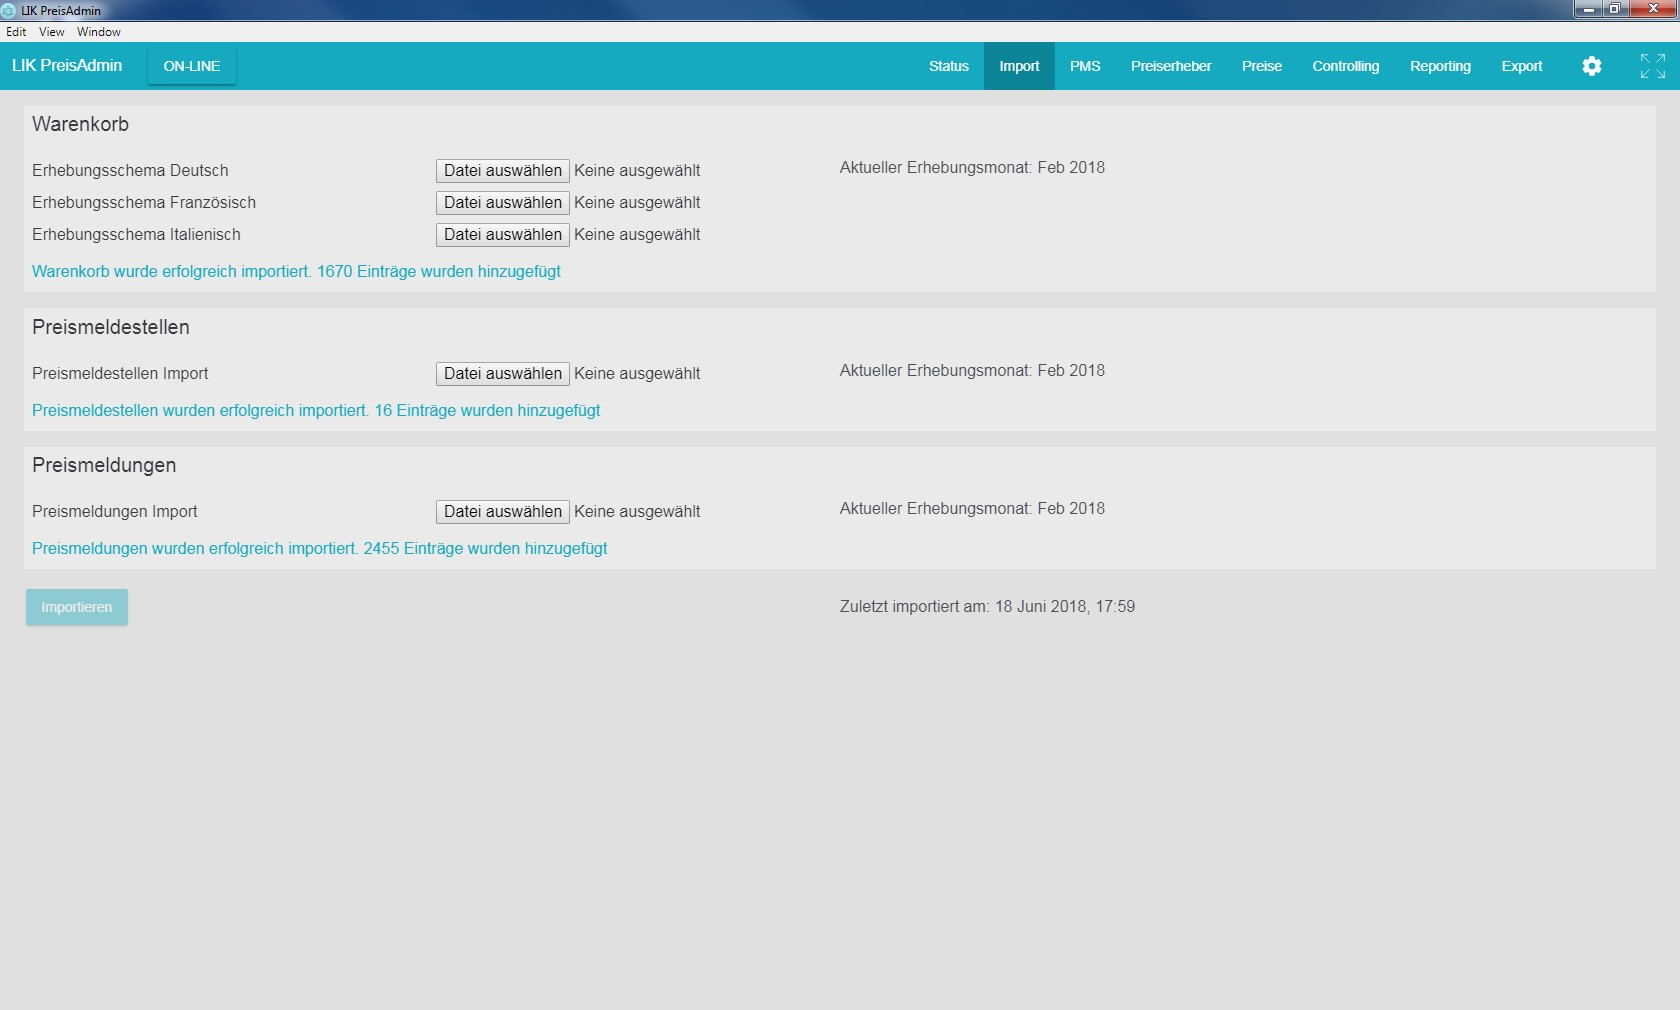 LIK PreisAdmin
Edit View Window
LIK PreisAdmin ON-LINE Status Import PMS Preiserheber Preise Controlling Reporting Export
Warenkorb
Erhebungsschema Deutsch Datei auswählen Keine ausgewählt Aktueller Erhebungsmonat: Feb 2018
Erhebungsschema Französisch Datei auswählen Keine ausgewählt
Erhebungsschema Italienisch Datei auswählen Keine ausgewählt
Warenkorb wurde erfolgreich importiert. 1670 Einträge wurden hinzugefügt
Preismeldestellen
Preismeldestellen Import Datei auswählen Keine ausgewählt Aktueller Erhebungsmonat: Feb 2018
Preismeldestellen wurden erfolgreich importiert. 16 Einträge wurden hinzugefügt
Preismeldungen
Preismeldungen Import Datei auswählen Keine ausgewählt Aktueller Erhebungsmonat: Feb 2018
Preismeldungen wurden erfolgreich importiert. 2455 Einträge wurden hinzugefügt
Importieren Zuletzt importiert am: 18 Juni 2018, 17:59